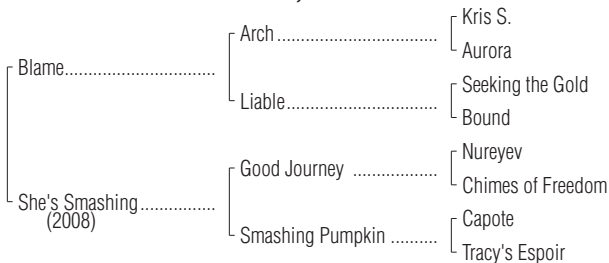 Kris S.
Arch
Aurora
Blame
Seeking the Gold
Liable
Bound
Nureyev
Good Journey
Chimes of Freedom
She's Smashing
(2008)
Capote
Smashing Pumpkin
Tracy's Espoir